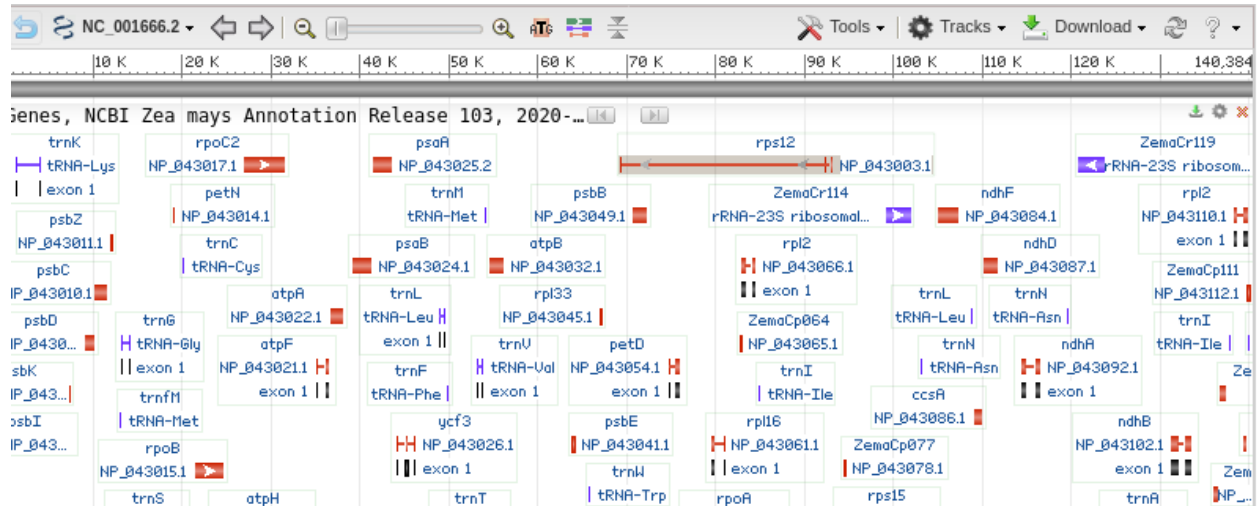 NC_001666.2
ATG
Tools
Tracks
Download
?
10 K 20 K 30 K 40 K 50 K 60 K 70 K 80 K 90 K 100 K 110 K 120 K 140,384
Genes, NCBI Zea mays Annotation Release 103, 2020-…
trnK rpoC2 psaA rps12 ZemaCr119
tRNA-Lys NP_043017.1 NP_043025.2 NP_043003.1 rRNA-23S ribosom…
exon 1 petN trnM psbB ZemaCr114 ndhF rpl2
psbZ NP_043014.1 tRNA-Met NP_043049.1 rRNA-23S ribosomal… NP_043084.1 NP_043110.1
NP_043011.1 trnC psaB atpB rpl2 ndhD exon 1
psbC tRNA-Cys NP_043024.1 NP_043032.1 NP_043066.1 NP_043087.1 ZemaCp111
NP_043010.1 atpA trnL rpl33 exon 1 trnL trnN NP_043112.1
psbD trnG NP_043022.1 tRNA-Leu NP_043045.1 ZemaCp064 tRNA-Leu tRNA-Asn trnI
NP_0430… tRNA-Gly atpF exon 1 trnV petD NP_043065.1 trnN ndhA tRNA-Ile
sbK exon 1 NP_043021.1 trnF tRNA-Val NP_043054.1 trnI tRNA-Asn NP_043092.1 Ze
NP_043… trnfM exon 1 tRNA-Phe exon 1 exon 1 tRNA-Ile ccsA exon 1
psbI tRNA-Met ycf3 psbE rpl16 NP_043086.1 ndhB
NP_043… rpoB NP_043026.1 NP_043041.1 NP_043061.1 ZemaCp077 NP_043102.1
NP_043015.1 exon 1 trnW exon 1 NP_043078.1 exon 1 Zem
trnS atpH trnT tRNA-Trp rpoA rps15 trnA NP_…